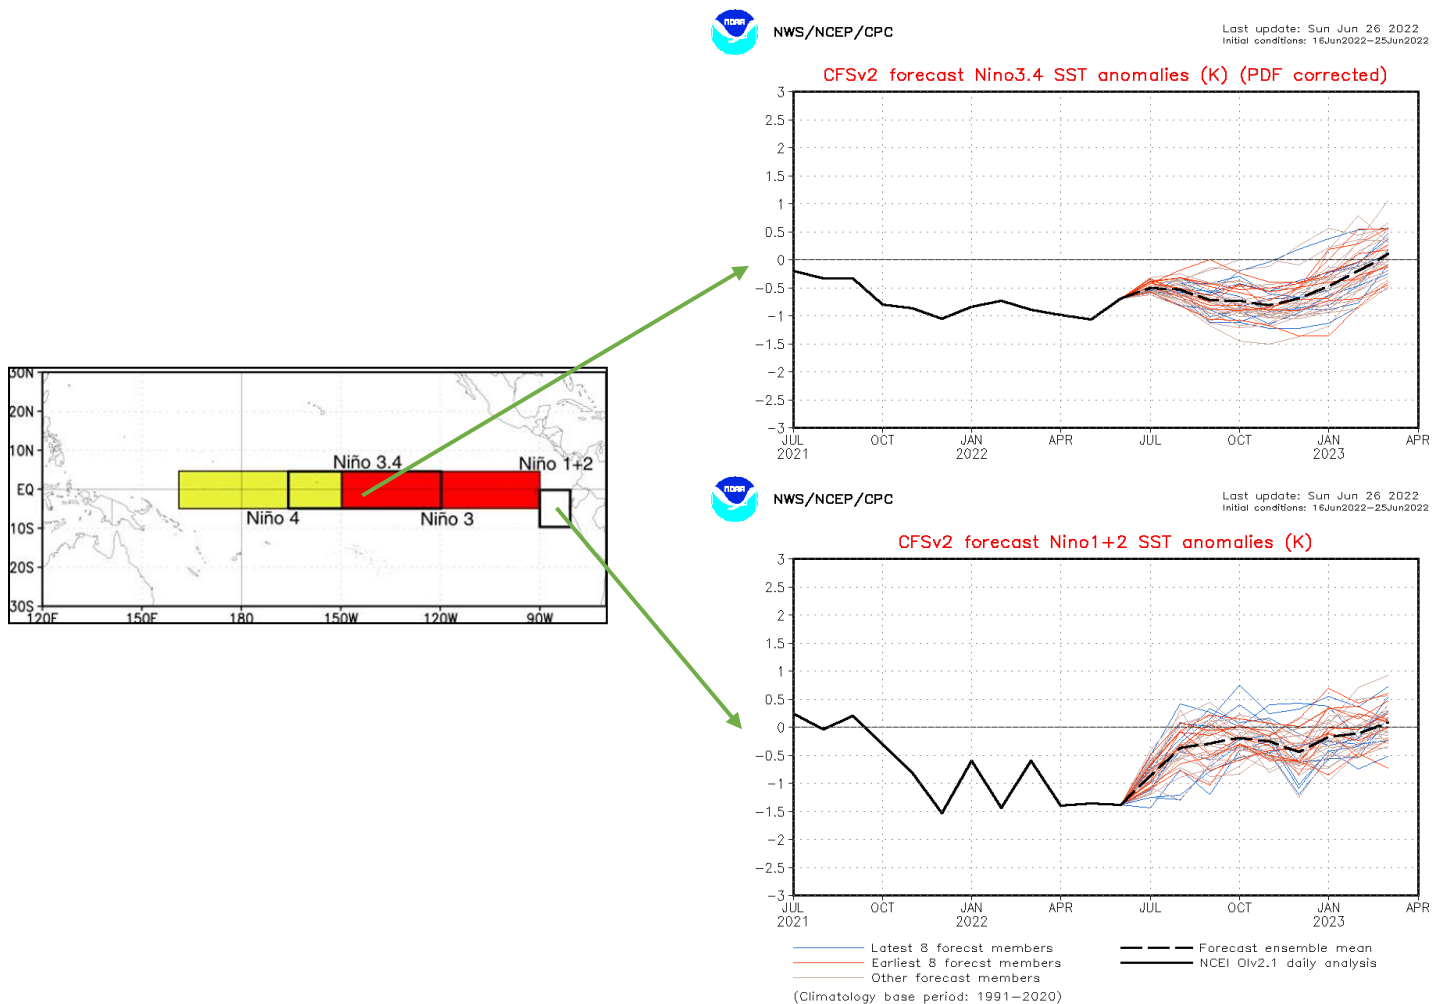 NOAA
NWS/NCEP/CPC
Last update: Sun Jun 26 2022
Initial conditions: 16Jun2022–25Jun2022
CFSv2 forecast Nino3.4 SST anomalies (K) (PDF corrected)
3
2.5
2
1.5
1
0.5
0
−0.5
−1
−1.5
−2
−2.5
−3
JUL
2021
OCT
JAN
2022
APR
JUL
OCT
JAN
2023
APR
30N
20N
10N
EQ
10S
20S
30S
120E
150E
180
150W
120W
90W
Niño 3.4
Niño 1+2
Niño 4
Niño 3
NOAA
NWS/NCEP/CPC
Last update: Sun Jun 26 2022
Initial conditions: 16Jun2022–25Jun2022
CFSv2 forecast Nino1+2 SST anomalies (K)
3
2.5
2
1.5
1
0.5
0
−0.5
−1
−1.5
−2
−2.5
−3
JUL
2021
OCT
JAN
2022
APR
JUL
OCT
JAN
2023
APR
Latest 8 forecst members
Earliest 8 forecst members
Other forecast members
Forecast ensemble mean
NCEI OIv2.1 daily analysis
(Climatology base period: 1991–2020)